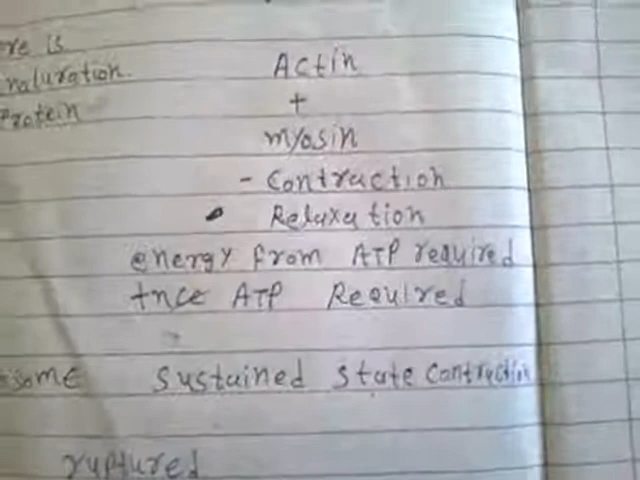 re is
naturation.
Protein
Actin
+
myosin
- Contraction
Relaxation
energy from ATP required
ATP Required
some sustained state contraction
ruptured